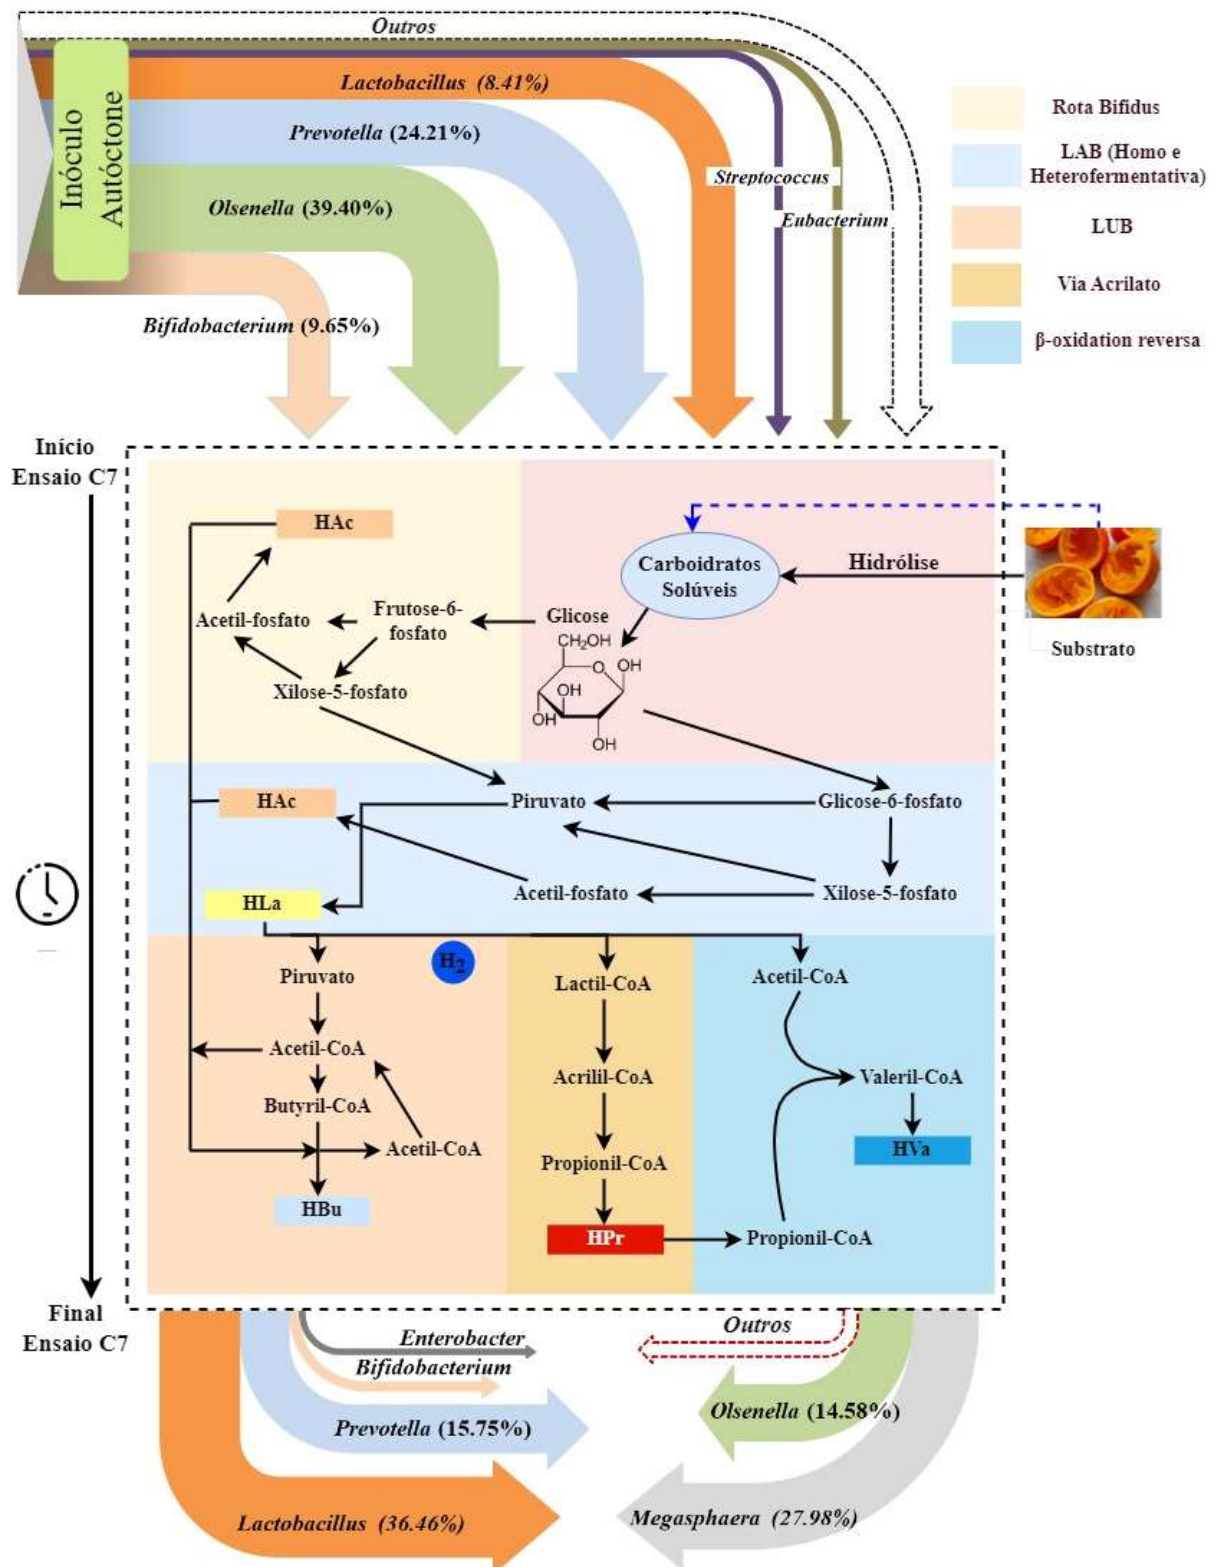 Outros
Lactobacillus (8.41%)
Prevotella (24.21%)
Olsenella (39.40%)
Bifidobacterium (9.65%)
Inóculo
Autóctone
Streptococcus
Eubacterium
Rota Bifidus
LAB (Homo e
Heterofermentativa)
LUB
Via Acrilato
β-oxidation reversa
Início
Ensaio C7
HAc
Carboidratos
Solúveis
Hidrólise
Substrato
Acetil-fosfato
Frutose-6-
fosfato
Glicose
CH₂OH
O
OH
OH
OH
OH
Xilose-5-fosfato
HAc
Piruvato
Glicose-6-fosfato
HLa
Acetil-fosfato
Xilose-5-fosfato
H₂
Piruvato
Lactil-CoA
Acetil-CoA
Acetil-CoA
Acrilil-CoA
Valeril-CoA
Butyril-CoA
Acetil-CoA
Propionil-CoA
HVa
HBu
HPr
Propionil-CoA
Final
Ensaio C7
Enterobacter
Bifidobacterium
Outros
Prevotella (15.75%)
Olsenella (14.58%)
Lactobacillus (36.46%)
Megasphaera (27.98%)